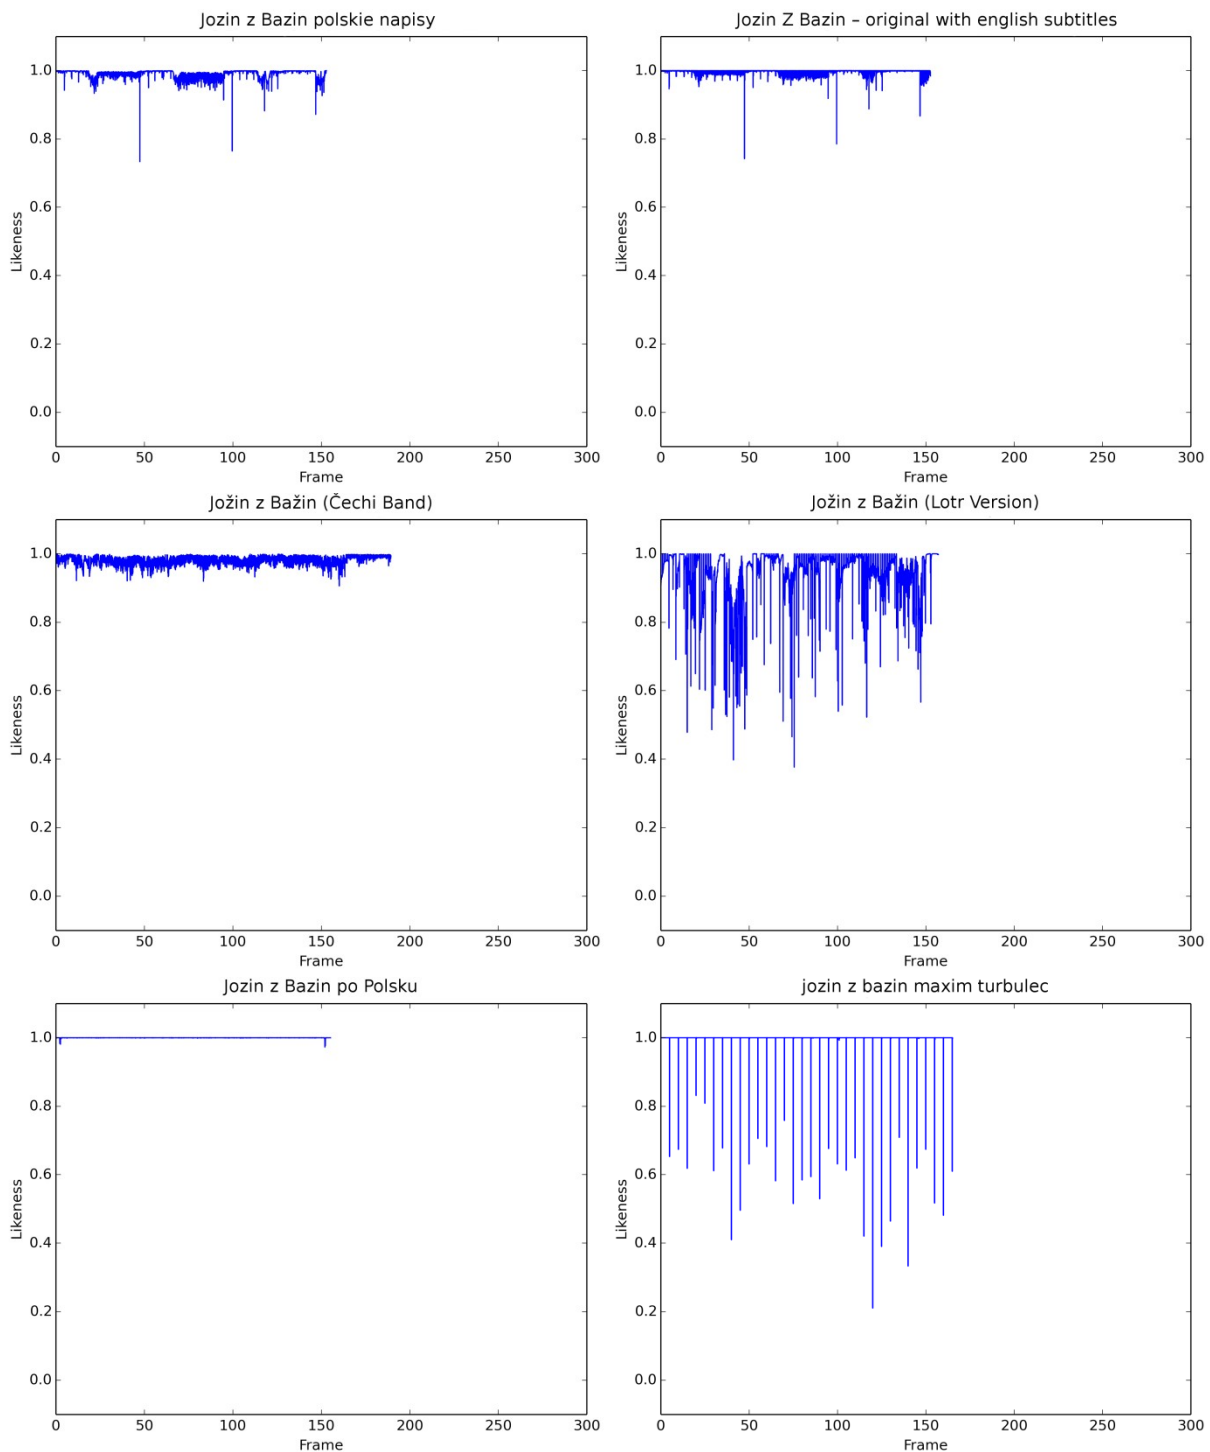 Jozin z Bazin polskie napisy
1.0
0.8
0.6
0.4
0.2
0.0
Likeness
0 50 100 150 200 250 300
Frame
Jozin Z Bazin – original with english subtitles
1.0
0.8
0.6
0.4
0.2
0.0
Likeness
0 50 100 150 200 250 300
Frame
Jožin z Bažin (Čechi Band)
1.0
0.8
0.6
0.4
0.2
0.0
Likeness
0 50 100 150 200 250 300
Frame
Jožin z Bažin (Lotr Version)
1.0
0.8
0.6
0.4
0.2
0.0
Likeness
0 50 100 150 200 250 300
Frame
Jozin z Bazin po Polsku
1.0
0.8
0.6
0.4
0.2
0.0
Likeness
0 50 100 150 200 250 300
Frame
jozin z bazin maxim turbulec
1.0
0.8
0.6
0.4
0.2
0.0
Likeness
0 50 100 150 200 250 300
Frame